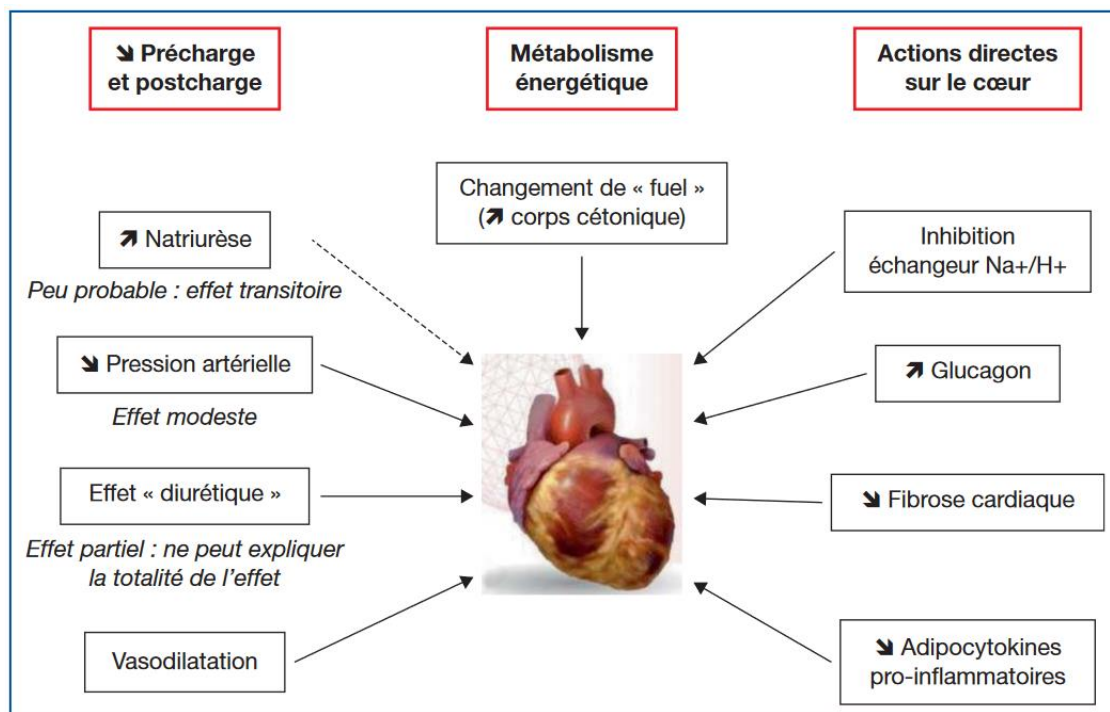 ↘ Précharge
et postcharge
Métabolisme
énergétique
Actions directes
sur le cœur
Changement de « fuel »
(↗ corps cétonique)
↗ Natriurèse
Peu probable : effet transitoire
↘ Pression artérielle
Effet modeste
Effet « diurétique »
Effet partiel : ne peut expliquer
la totalité de l’effet
Vasodilatation
Inhibition
échangeur Na+/H+
↗ Glucagon
↘ Fibrose cardiaque
↘ Adipocytokines
pro-inflammatoires